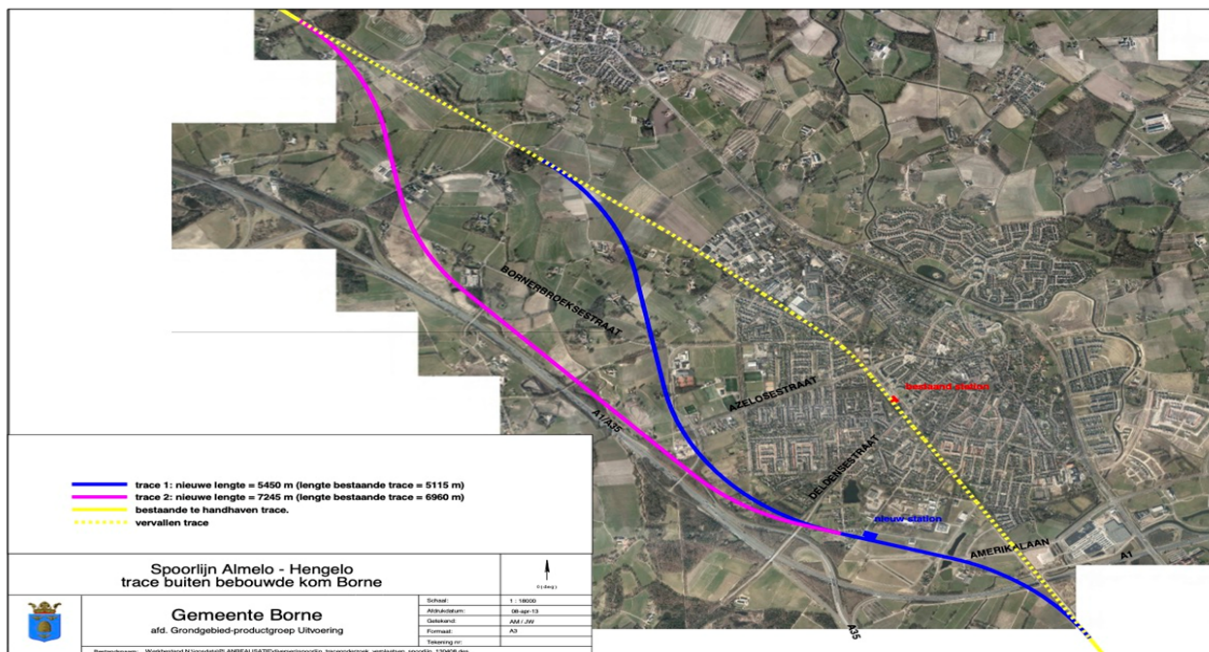 BORNERBROEKSESTRAAT
AZELOSESTRAAT
bestaand station
A1/A35
DELDENSESTRAAT
nieuw station
AMERIKALAAN
A1
A35
trace 1: nieuwe lengte = 5450 m (lengte bestaande trace = 5115 m)
trace 2: nieuwe lengte = 7245 m (lengte bestaande trace = 6960 m)
bestaande te handhaven trace.
vervallen trace
Spoorlijn Almelo - Hengelo
trace buiten bebouwde kom Borne
Gemeente Borne
afd. Grondgebied-productgroep Uitvoering
Schaal: 1 : 18000
Afdrukdatum: 08-apr-13
Getekend: AM / JW
Formaat: A3
Tekening nr: